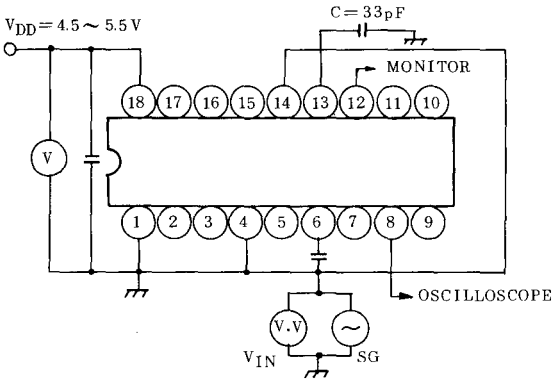 V_DD=4.5～5.5V
C=33pF
MONITOR
18 17 16 15 14 13 12 11 10
V
1 2 3 4 5 6 7 8 9
OSCILLOSCOPE
V.V ~
V_IN SG